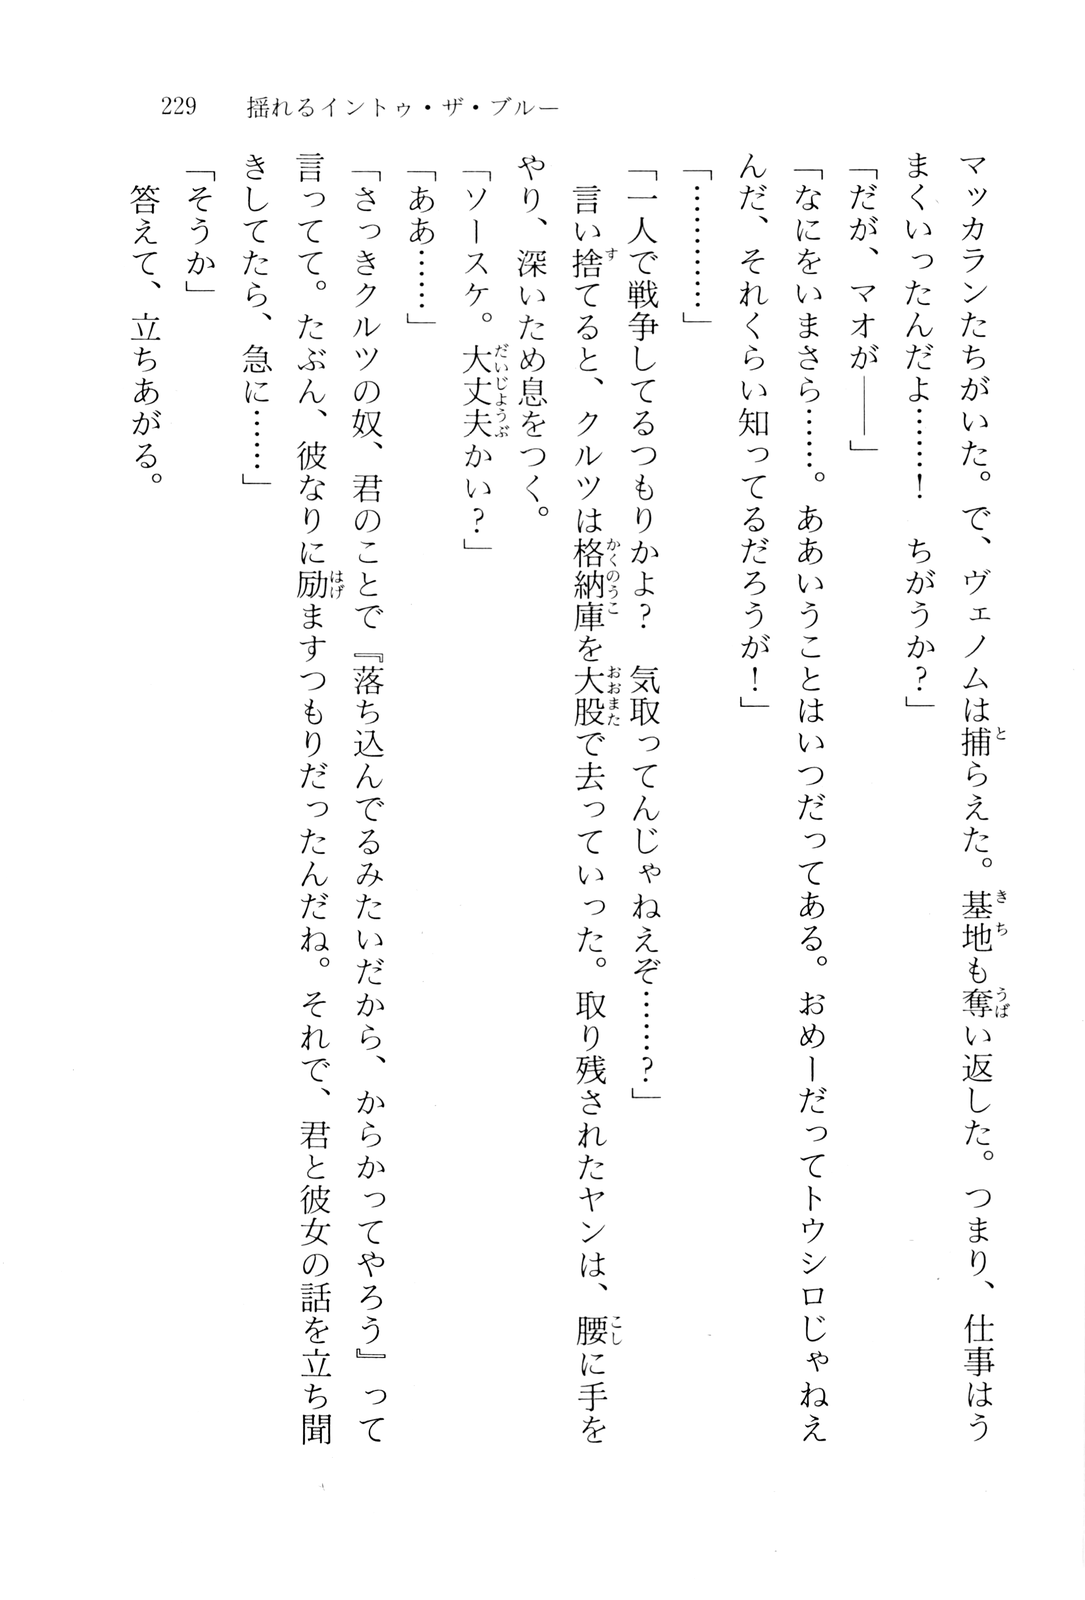 229　揺れるイントゥ・ザ・ブルー
マッカランたちがいた。で、ヴェノムは捕らえた。基地も奪い返した。つまり、仕事はう
まくいったんだよ……！　ちがうか？」
「だが、マオが――」
「なにをいまさら……。ああいうことはいつだってある。おめーだってトウシロじゃねえ
んだ、それくらい知ってるだろうが！」
「…………」
「一人で戦争してるつもりかよ？　気取ってんじゃねえぞ……？」
　言い捨てると、クルツは格納庫を大股で去っていった。取り残されたヤンは、腰に手を
やり、深いため息をつく。
「ソースケ。大丈夫かい？」
「ああ……」
「さっきクルツの奴、君のことで『落ち込んでるみたいだから、からかってやろう』って
言ってて。たぶん、彼なりに励ますつもりだったんだね。それで、君と彼女の話を立ち聞
きしてたら、急に……」
「そうか」
　答えて、立ちあがる。